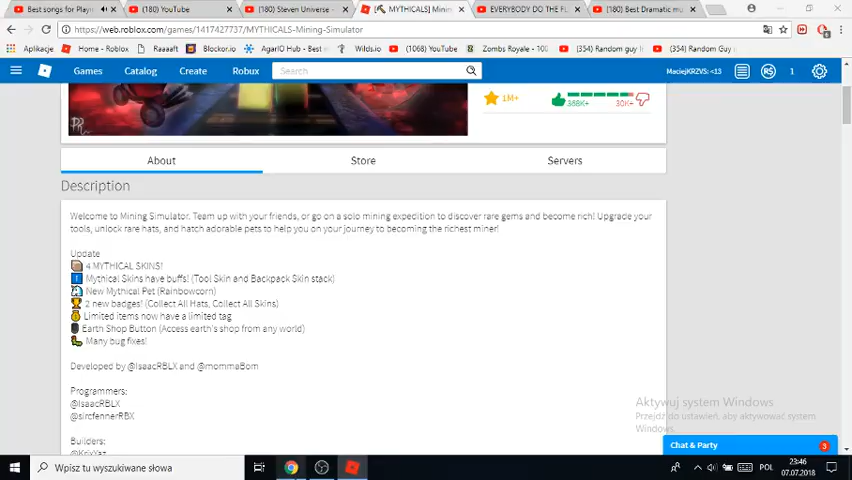 Best songs for Playin
(180) YouTube
(180) Steven Universe -
[MYTHICALS] Minin
EVERYBODY DO THE FL
(180) Best Dramatic mu
https://www.roblox.com/games/1417427737/MYTHICALS-Mining-Simulator
Aplikacje
Home - Roblox
Raaaft
Blockor.io
AgarIO Hub - Best
Wilds.io
(1068) YouTube
Zombs Royale - 100
(354) Random guy I
(354) Random Guy I
Games
Catalog
Create
Robux
Search
MaciejKRZVS: <13
R$
1
1M+
368K+
30K+
About
Store
Servers
Description
Welcome to Mining Simulator. Team up with your friends, or go on a solo mining expedition to discover rare gems and become rich! Upgrade your
tools, unlock rare hats, and hatch adorable pets to help you on your journey to becoming the richest miner!
Update
4 MYTHICAL SKINS!
Mythical Skins have buffs! (Tool Skin and Backpack Skin stack)
New Mythical Pet (Rainbowcorn)
2 new badges! (Collect All Hats, Collect All Skins)
Limited items now have a limited tag
Earth Shop Button (Access earth's shop from any world)
Many bug fixes!
Developed by @IsaacRBLX and @mommaBom
Programmers:
@IsaacRBLX
@sircfennerRBX
Builders:
@KrivYaz
Aktywuj system Windows
Przejdź do ustawień, aby aktywować system
Windows.
Chat & Party
3
Wpisz tu wyszukiwane słowa
POL
23:46
07.07.2018